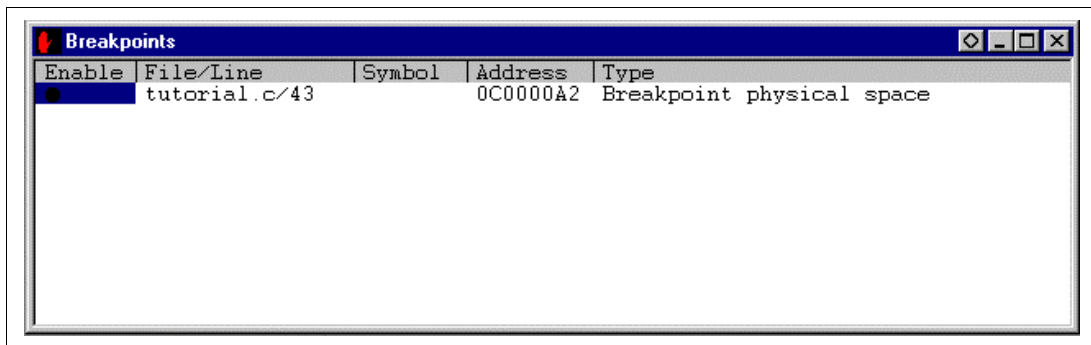 Breakpoints
Enable File/Line Symbol Address Type
tutorial.c/43 0C0000A2 Breakpoint physical space